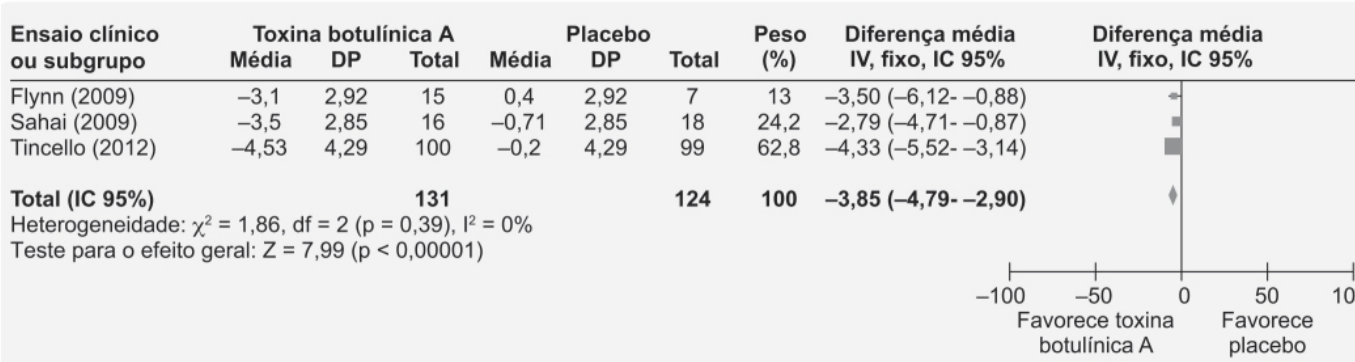 Ensaio clínico Toxina botulínica A Placebo Peso Diferença média Diferença média
ou subgrupo Média DP Total Média DP Total (%) IV, fixo, IC 95% IV, fixo, IC 95%
Flynn (2009) –3,1 2,92 15 0,4 2,92 7 13 –3,50 (–6,12- –0,88)
Sahai (2009) –3,5 2,85 16 –0,71 2,85 18 24,2 –2,79 (–4,71- –0,87)
Tincello (2012) –4,53 4,29 100 –0,2 4,29 99 62,8 –4,33 (–5,52- –3,14)
Total (IC 95%) 131 124 100 –3,85 (–4,79- –2,90)
Heterogeneidade: χ² = 1,86, df = 2 (p = 0,39), I² = 0%
Teste para o efeito geral: Z = 7,99 (p < 0,00001)
–100 –50 0 50 10
Favorece toxina Favorece
botulínica A placebo